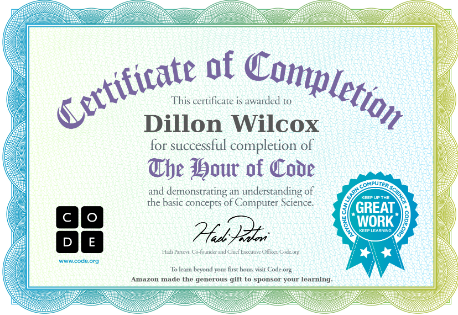 Certificate of Completion
This certificate is awarded to
Dillon Wilcox
for successful completion of
The Hour of Code
and demonstrating an understanding of
the basic concepts of Computer Science.
C O
D E
www.code.org
Hadi Partovi
Hadi Partovi, Co-founder and Chief Executive Officer, Code.org
ANYONE CAN LEARN COMPUTER SCIENCE
KEEP UP THE
GREAT
WORK
KEEP LEARNING
To learn beyond your first hour, visit Code.org
Amazon made the generous gift to sponsor your learning.